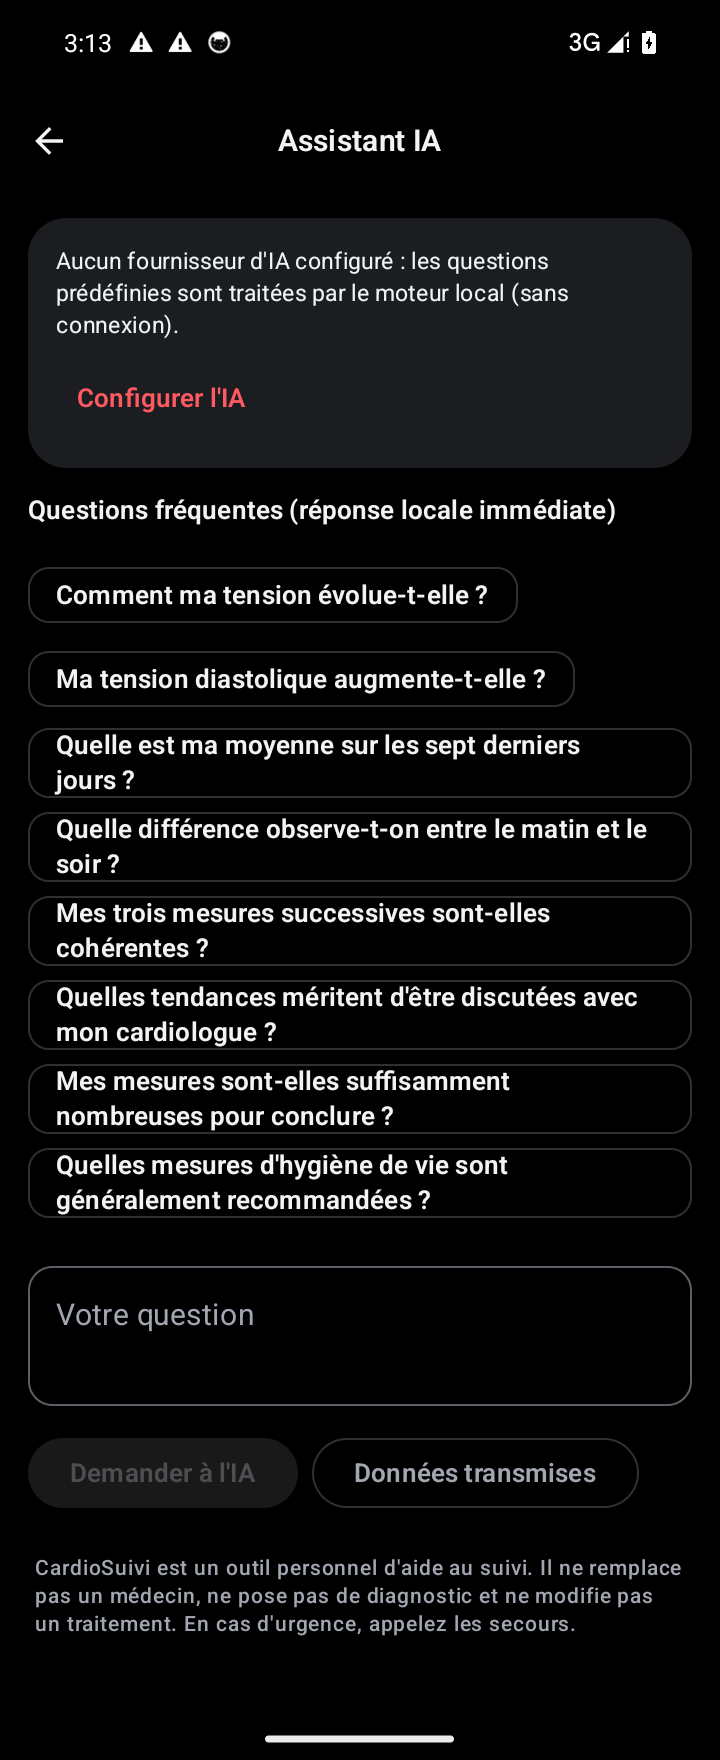 3:13
3G
Assistant IA
Aucun fournisseur d'IA configuré : les questions
prédéfinies sont traitées par le moteur local (sans
connexion).
Configurer l'IA
Questions fréquentes (réponse locale immédiate)
Comment ma tension évolue-t-elle ?
Ma tension diastolique augmente-t-elle ?
Quelle est ma moyenne sur les sept derniers
jours ?
Quelle différence observe-t-on entre le matin et le
soir ?
Mes trois mesures successives sont-elles
cohérentes ?
Quelles tendances méritent d'être discutées avec
mon cardiologue ?
Mes mesures sont-elles suffisamment
nombreuses pour conclure ?
Quelles mesures d'hygiène de vie sont
généralement recommandées ?
Votre question
Demander à l'IA
Données transmises
CardioSuivi est un outil personnel d'aide au suivi. Il ne remplace
pas un médecin, ne pose pas de diagnostic et ne modifie pas
un traitement. En cas d'urgence, appelez les secours.